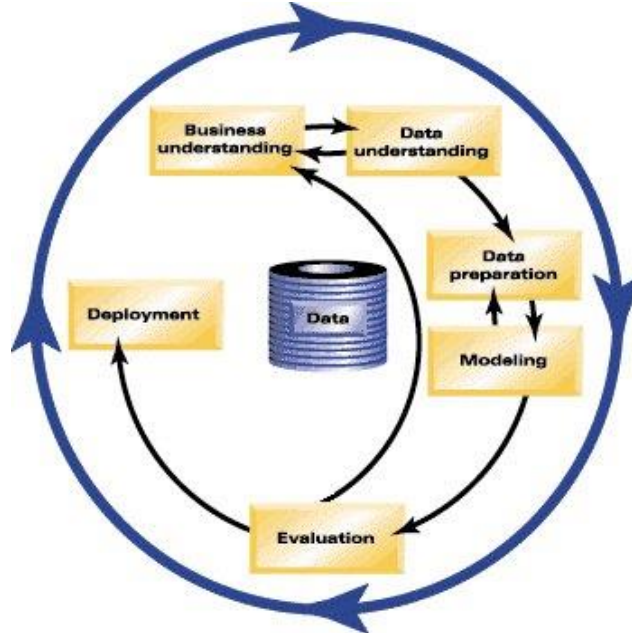 Business
understanding
Data
understanding
Data
preparation
Deployment
Data
Modeling
Evaluation